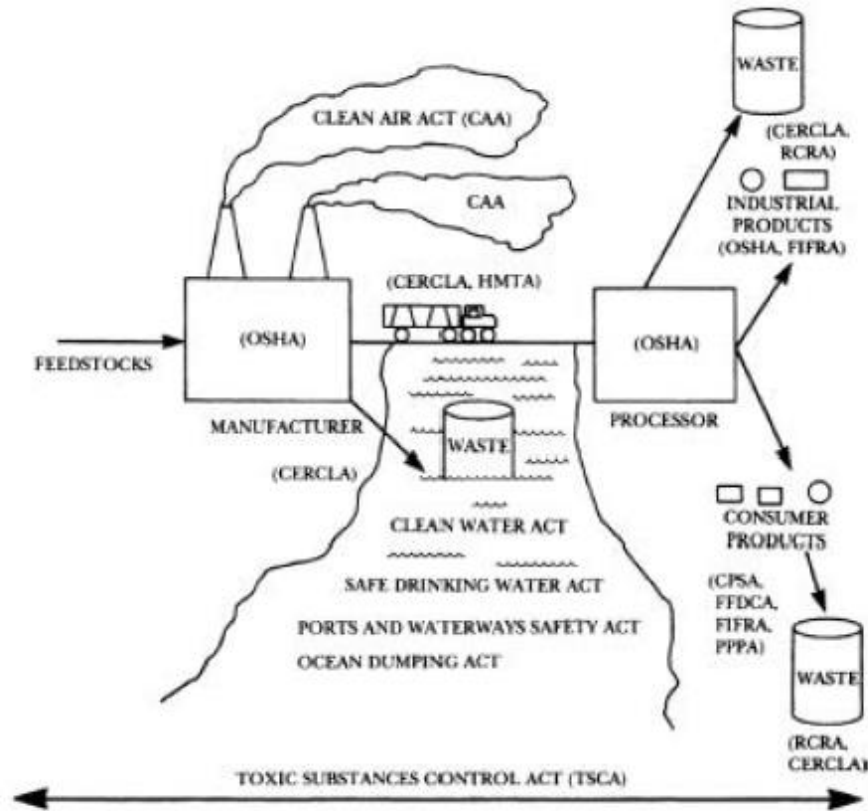 WASTE
(CERCLA,
RCRA)
CLEAN AIR ACT (CAA)
CAA
INDUSTRIAL
PRODUCTS
(OSHA, FIFRA)
(CERCLA, HMTA)
(OSHA)
(OSHA)
FEEDSTOCKS
MANUFACTURER
PROCESSOR
WASTE
(CERCLA)
CONSUMER
PRODUCTS
CLEAN WATER ACT
SAFE DRINKING WATER ACT
PORTS AND WATERWAYS SAFETY ACT
OCEAN DUMPING ACT
(CPSA,
FFDCA,
FIFRA,
PPPA)
WASTE
(RCRA,
CERCLA)
TOXIC SUBSTANCES CONTROL ACT (TSCA)